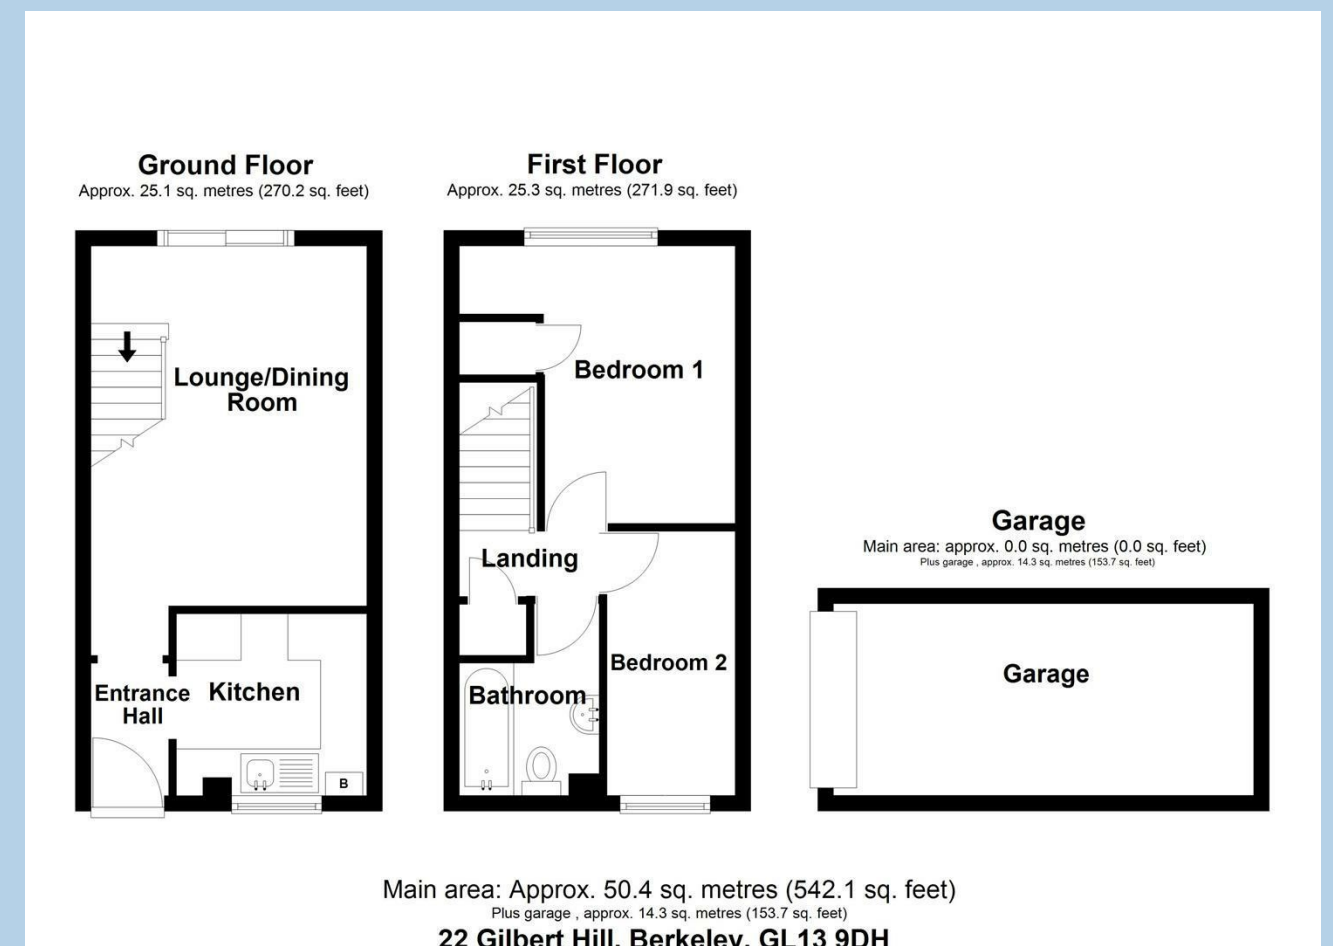 Ground Floor
Approx. 25.1 sq. metres (270.2 sq. feet)
Lounge/Dining
Room
Entrance
Hall
Kitchen
B
First Floor
Approx. 25.3 sq. metres (271.9 sq. feet)
Bedroom 1
Landing
Bedroom 2
Bathroom
Garage
Main area: approx. 0.0 sq. metres (0.0 sq. feet)
Plus garage , approx. 14.3 sq. metres (153.7 sq. feet)
Garage
Main area: Approx. 50.4 sq. metres (542.1 sq. feet)
Plus garage , approx. 14.3 sq. metres (153.7 sq. feet)
22 Gilbert Hill, Berkeley, GL13 9DH